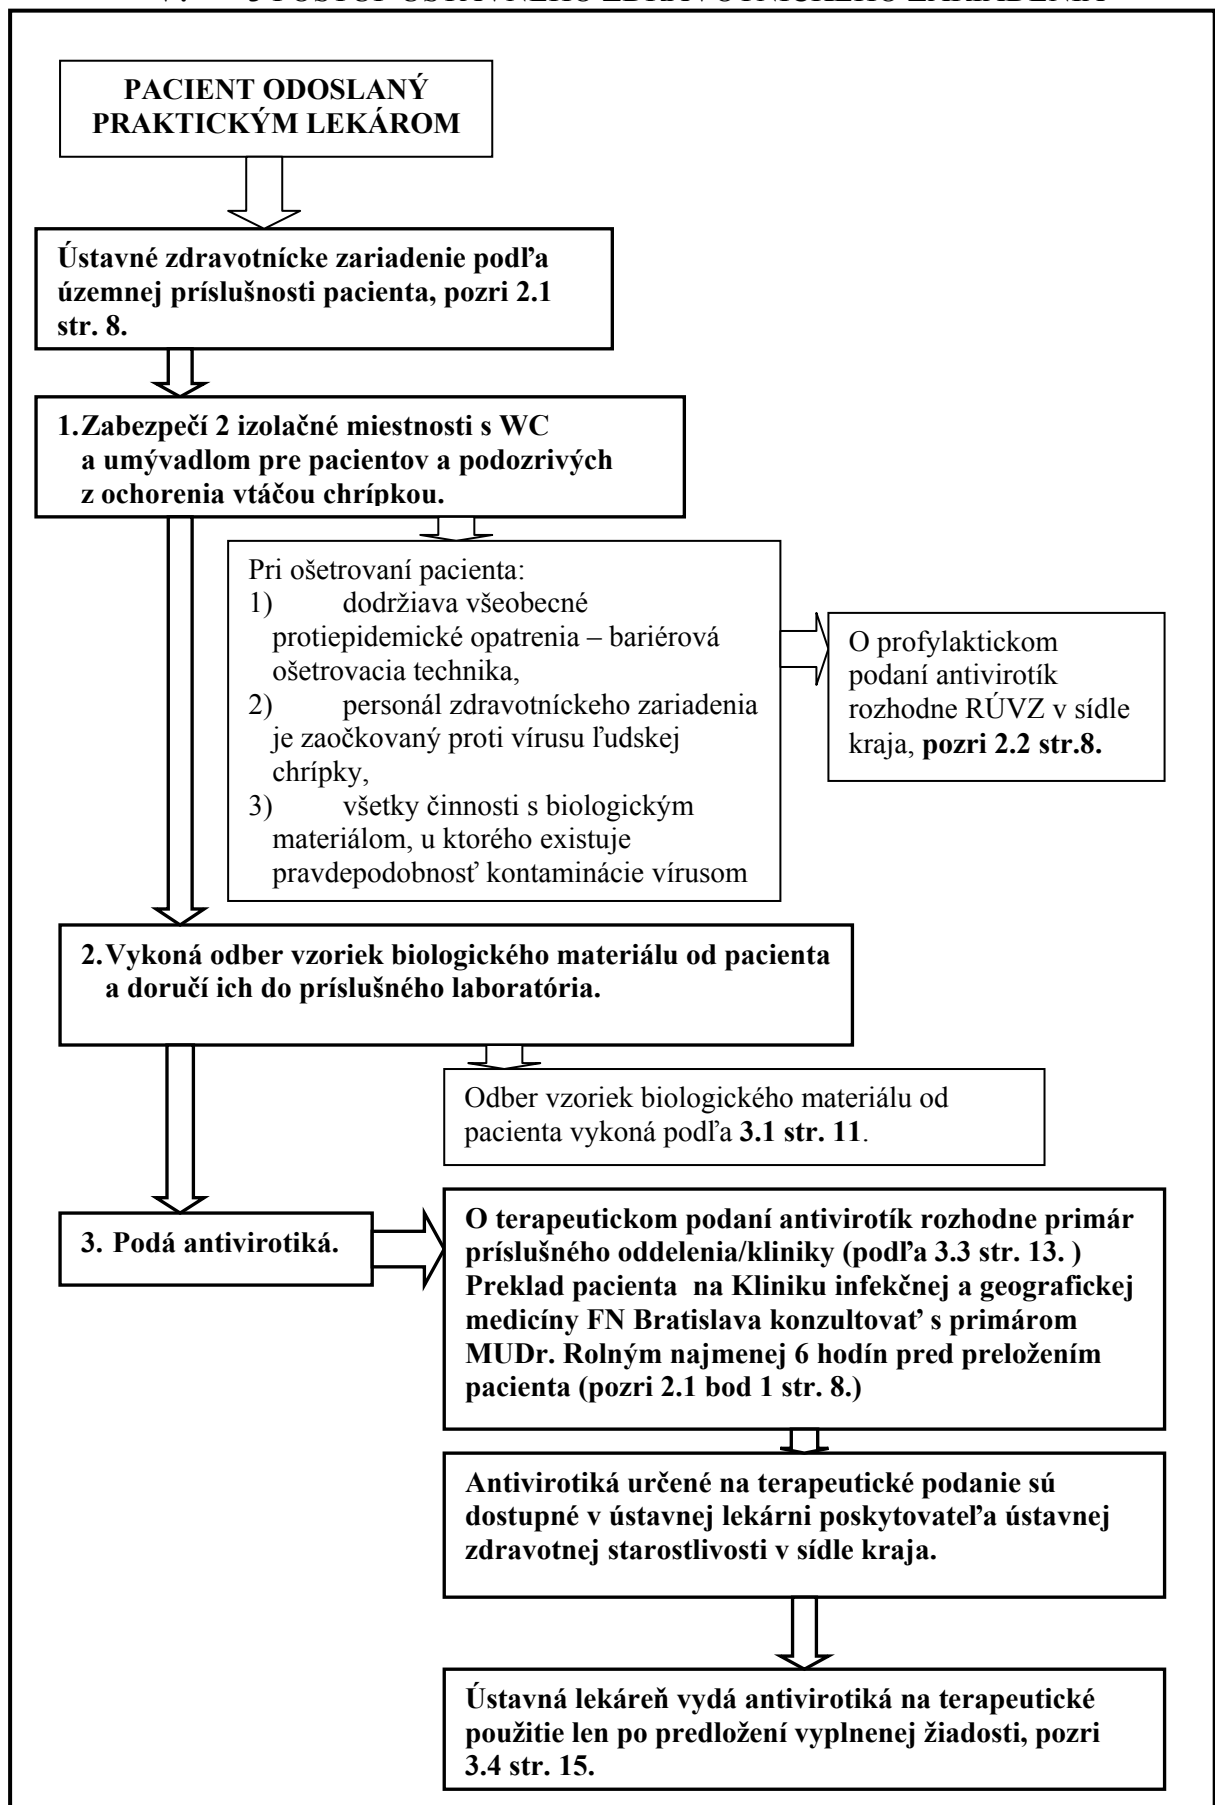 PACIENT ODOSLANÝ
PRAKTICKÝM LEKÁROM
Ústavné zdravotnícke zariadenie podľa
územnej príslušnosti pacienta, pozri 2.1
str. 8.
1. Zabezpečí 2 izolačné miestnosti s WC
a umývadlom pre pacientov a podozrivých
z ochorenia vtáčou chrípkou.
Pri ošetrovaní pacienta:
1) dodržiava všeobecné
protiepidemické opatrenia – bariérová
ošetrovacia technika,
2) personál zdravotníckeho zariadenia
je zaočkovaný proti vírusu ľudskej
chrípky,
3) všetky činnosti s biologickým
materiálom, u ktorého existuje
pravdepodobnosť kontaminácie vírusom
O profylaktickom
podaní antivirotík
rozhodne RÚVZ v sídle
kraja, pozri 2.2 str.8.
2. Vykoná odber vzoriek biologického materiálu od pacienta
a doručí ich do príslušného laboratória.
Odber vzoriek biologického materiálu od
pacienta vykoná podľa 3.1 str. 11.
3. Podá antivirotiká.
O terapeutickom podaní antivirotík rozhodne primár
príslušného oddelenia/kliniky (podľa 3.3 str. 13. )
Preklad pacienta na Kliniku infekčnej a geografickej
medicíny FN Bratislava konzultovať s primárom
MUDr. Rolným najmenej 6 hodín pred preložením
pacienta (pozri 2.1 bod 1 str. 8.)
Antivirotiká určené na terapeutické podanie sú
dostupné v ústavnej lekárni poskytovateľa ústavnej
zdravotnej starostlivosti v sídle kraja.
Ústavná lekáreň vydá antivirotiká na terapeutické
použitie len po predložení vyplnenej žiadosti, pozri
3.4 str. 15.